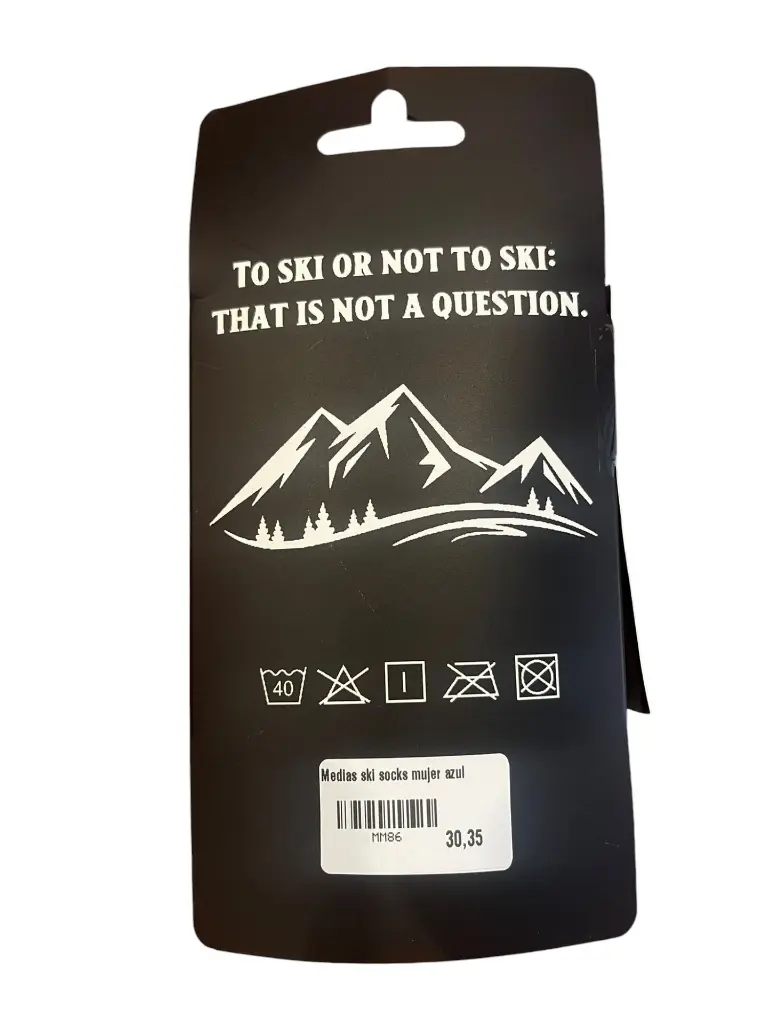 TO SKI OR NOT TO SKI:
THAT IS NOT A QUESTION.
40
Medias ski socks mujer azul
MM86
30,35